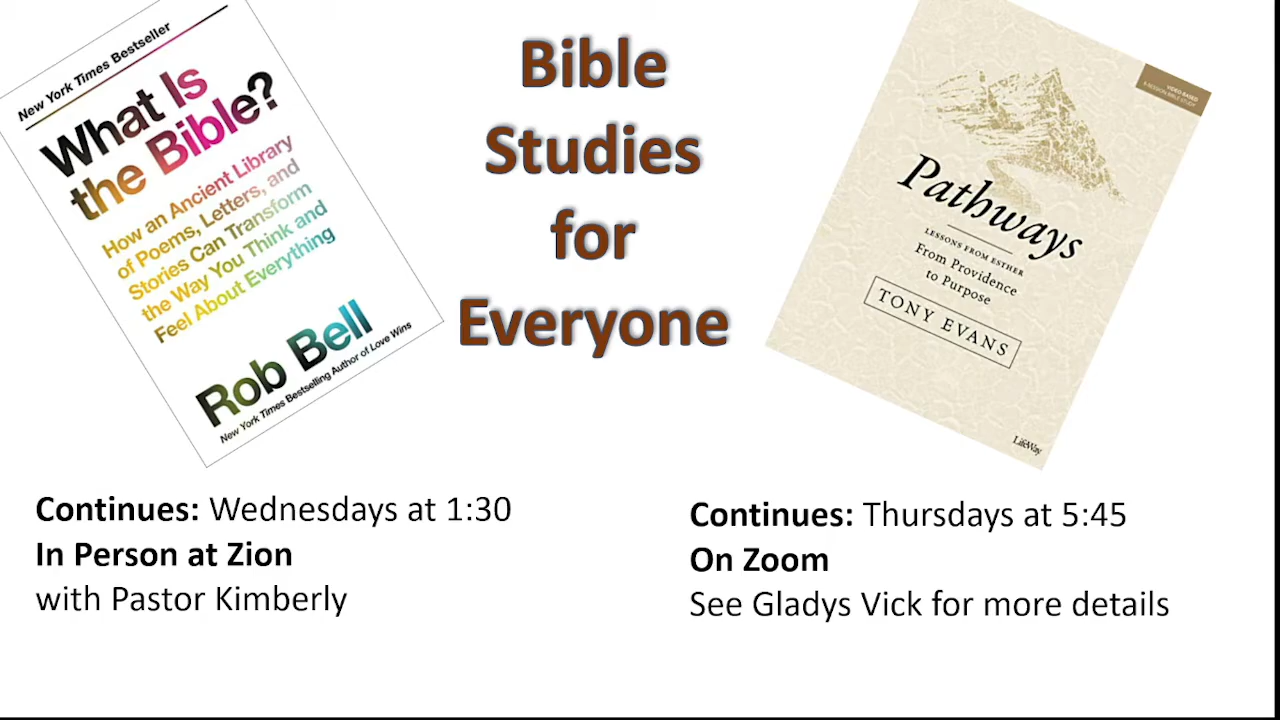 New York Times Bestseller
What Is
the Bible?
How an Ancient Library
of Poems, Letters, and
Stories Can Transform
the Way You Think and
Feel About Everything
Rob Bell
New York Times Bestselling Author of Love Wins
Bible
Studies
for
Everyone
VIDEO-BASED
Pathways
LESSONS FROM ESTHER
From Providence
to Purpose
TONY EVANS
LifeWay
Continues: Wednesdays at 1:30
In Person at Zion
with Pastor Kimberly
Continues: Thursdays at 5:45
On Zoom
See Gladys Vick for more details